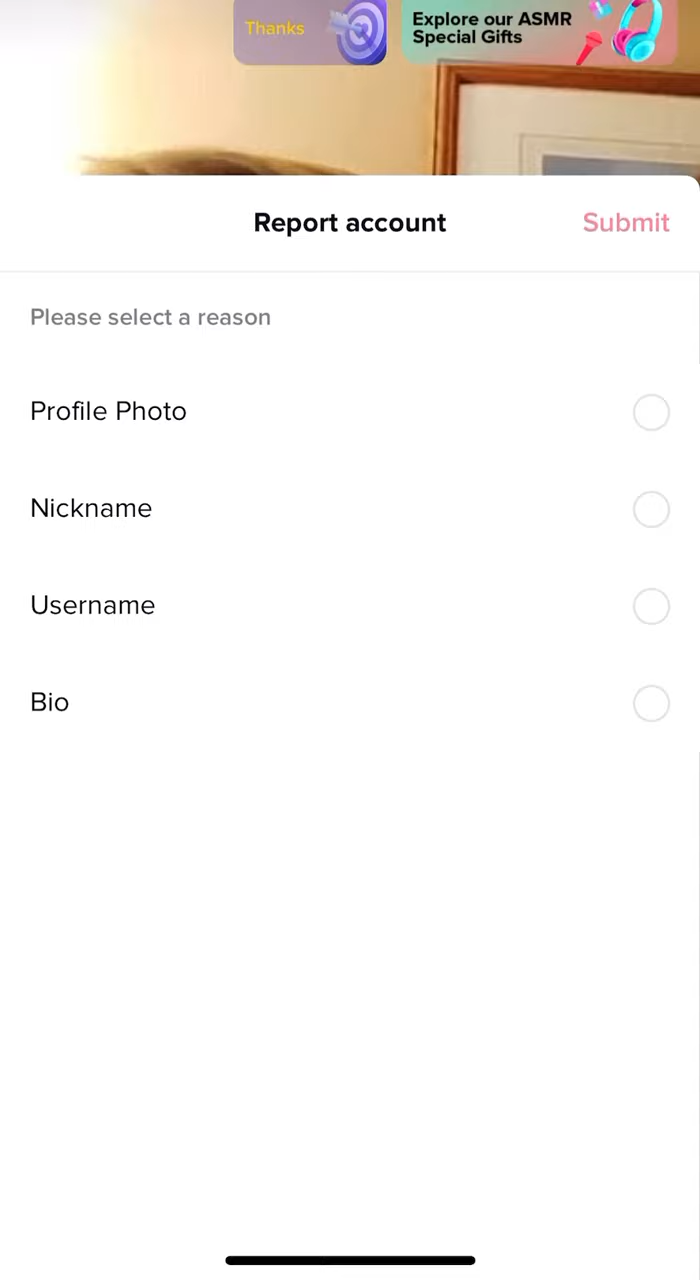 Thanks
Explore our ASMR
Special Gifts
Report account
Submit
Please select a reason
Profile Photo
Nickname
Username
Bio